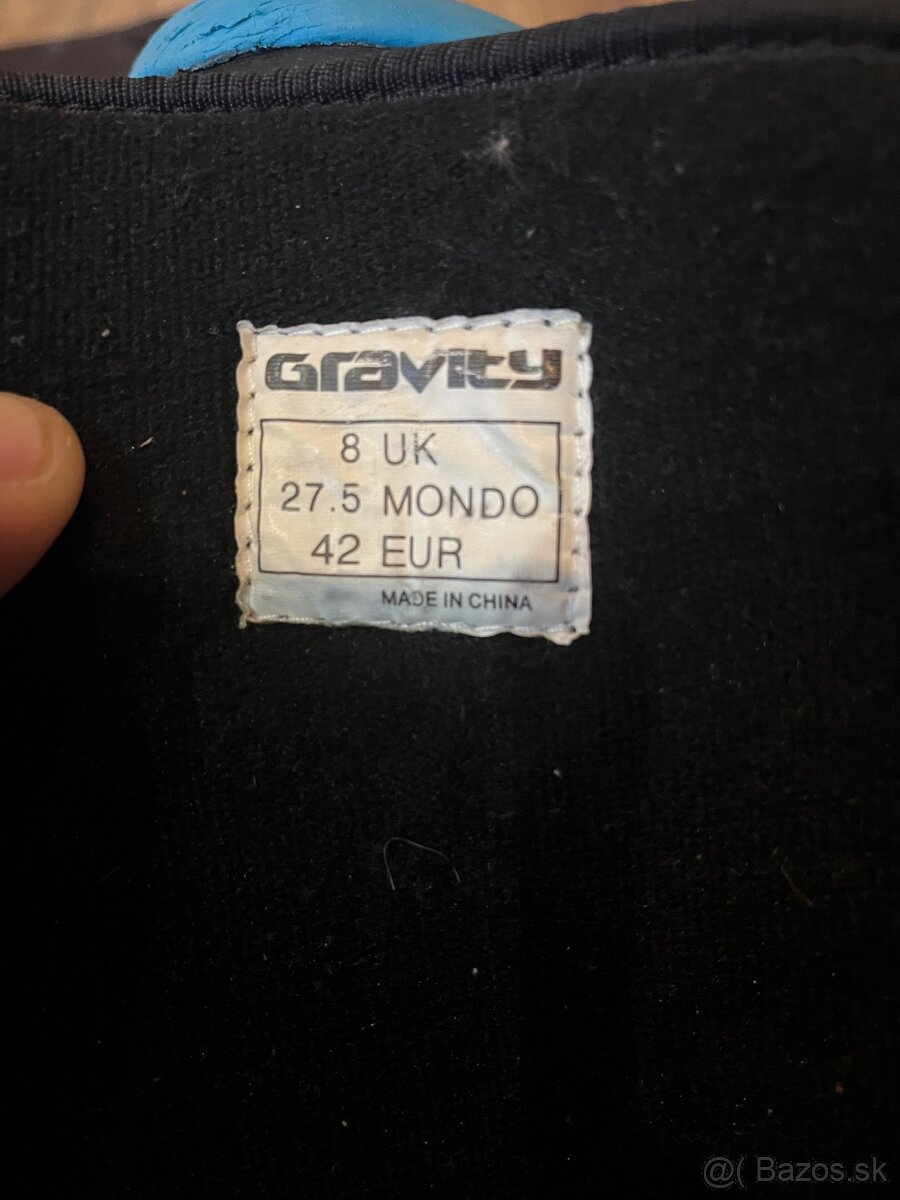 Gravity
8 UK
27.5 MONDO
42 EUR
MADE IN CHINA
@( Bazos.sk